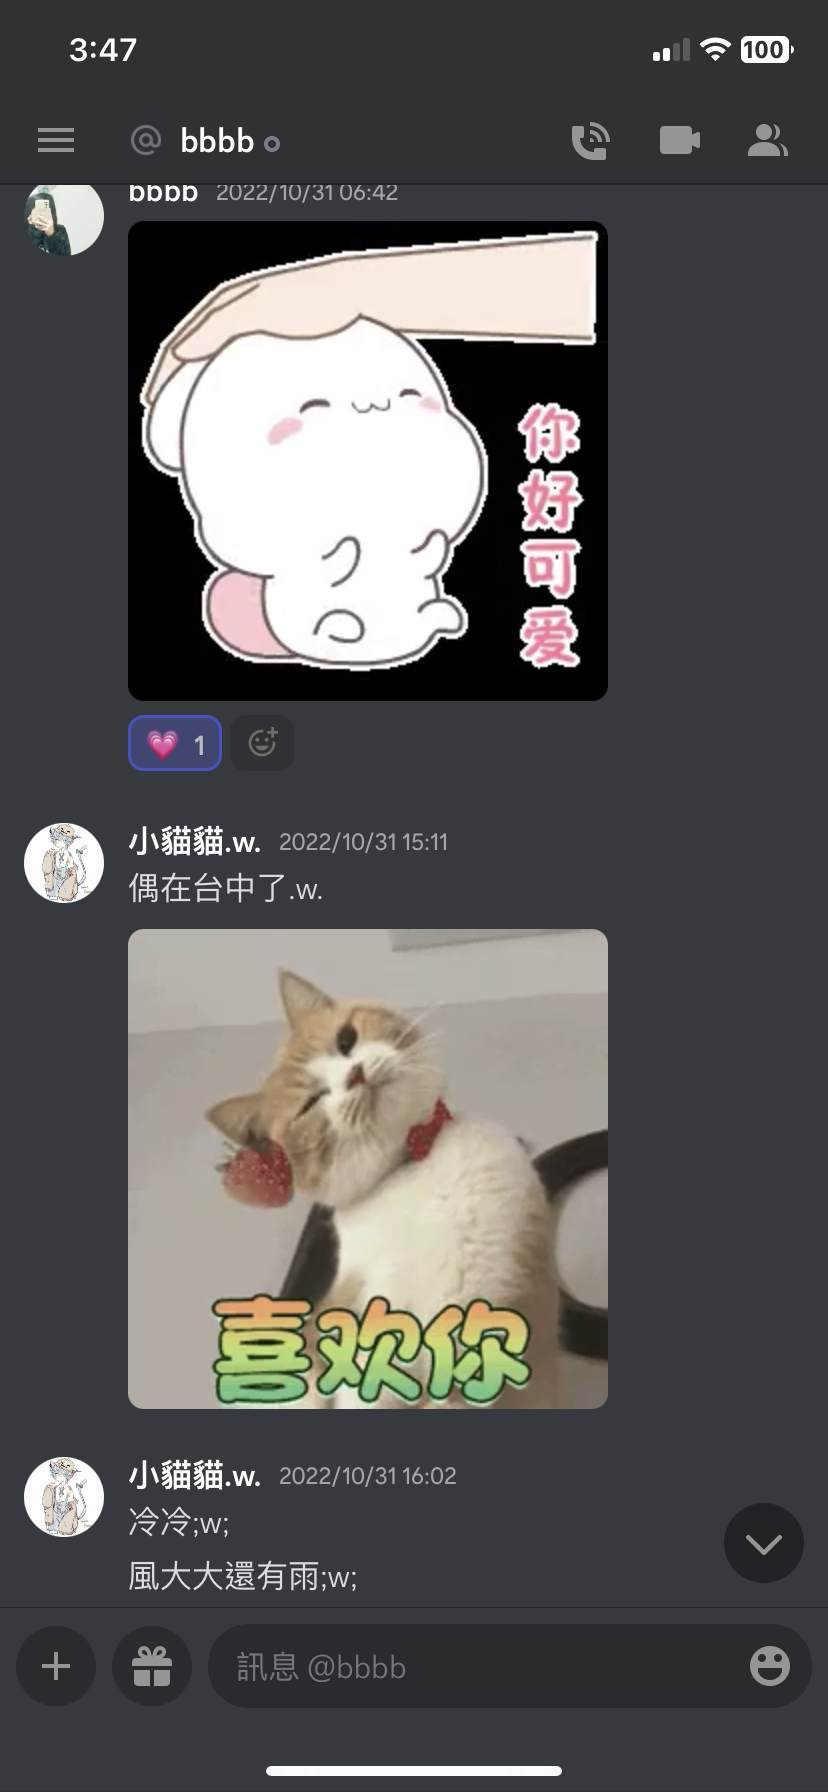 3:47
100
@ bbbb
bbbb 2022/10/31 06:42
你好可爱
1
小貓貓.w. 2022/10/31 15:11
偶在台中了.w.
喜欢你
小貓貓.w. 2022/10/31 16:02
冷冷;w;
風大大還有雨;w;
訊息 @bbbb